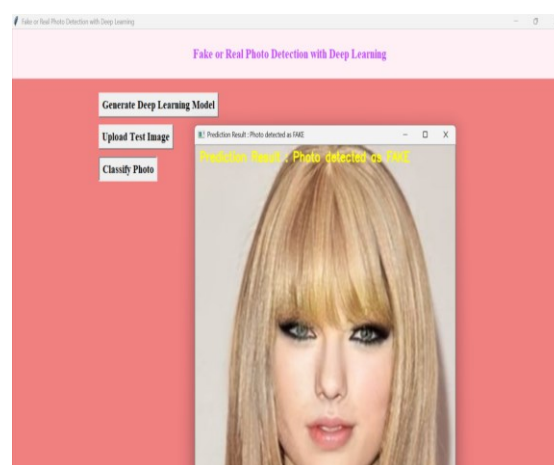 Fake or Real Photo Detection with Deep Learning
Fake or Real Photo Detection with Deep Learning
Generate Deep Learning Model
Upload Test Image
Classify Photo
Prediction Result : Photo detected as FAKE
Prediction Result : Photo detected as FAKE